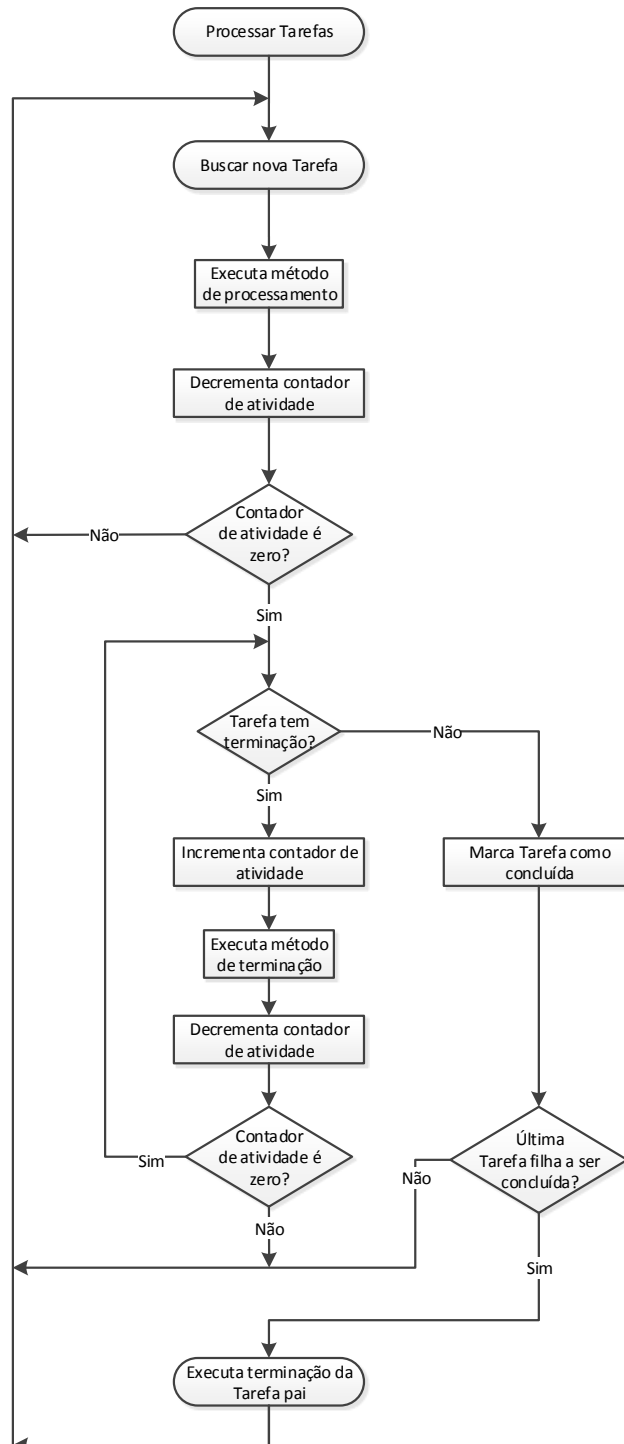 Processar Tarefas
Buscar nova Tarefa
Executa método
de processamento
Decrementa contador
de atividade
Contador
de atividade é
zero?
Não
Sim
Tarefa tem
terminação?
Não
Sim
Incrementa contador de
atividade
Marca Tarefa como
concluída
Executa método
de terminação
Decrementa contador
de atividade
Contador
de atividade é
zero?
Sim
Última
Tarefa filha a ser
concluída?
Não
Não
Sim
Executa terminação da
Tarefa pai